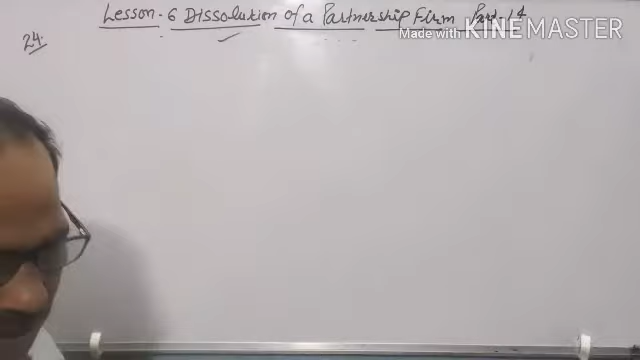 Lesson-6 Dissolution of a Partnership Firm Part-14
Made with KINEMASTER
24.